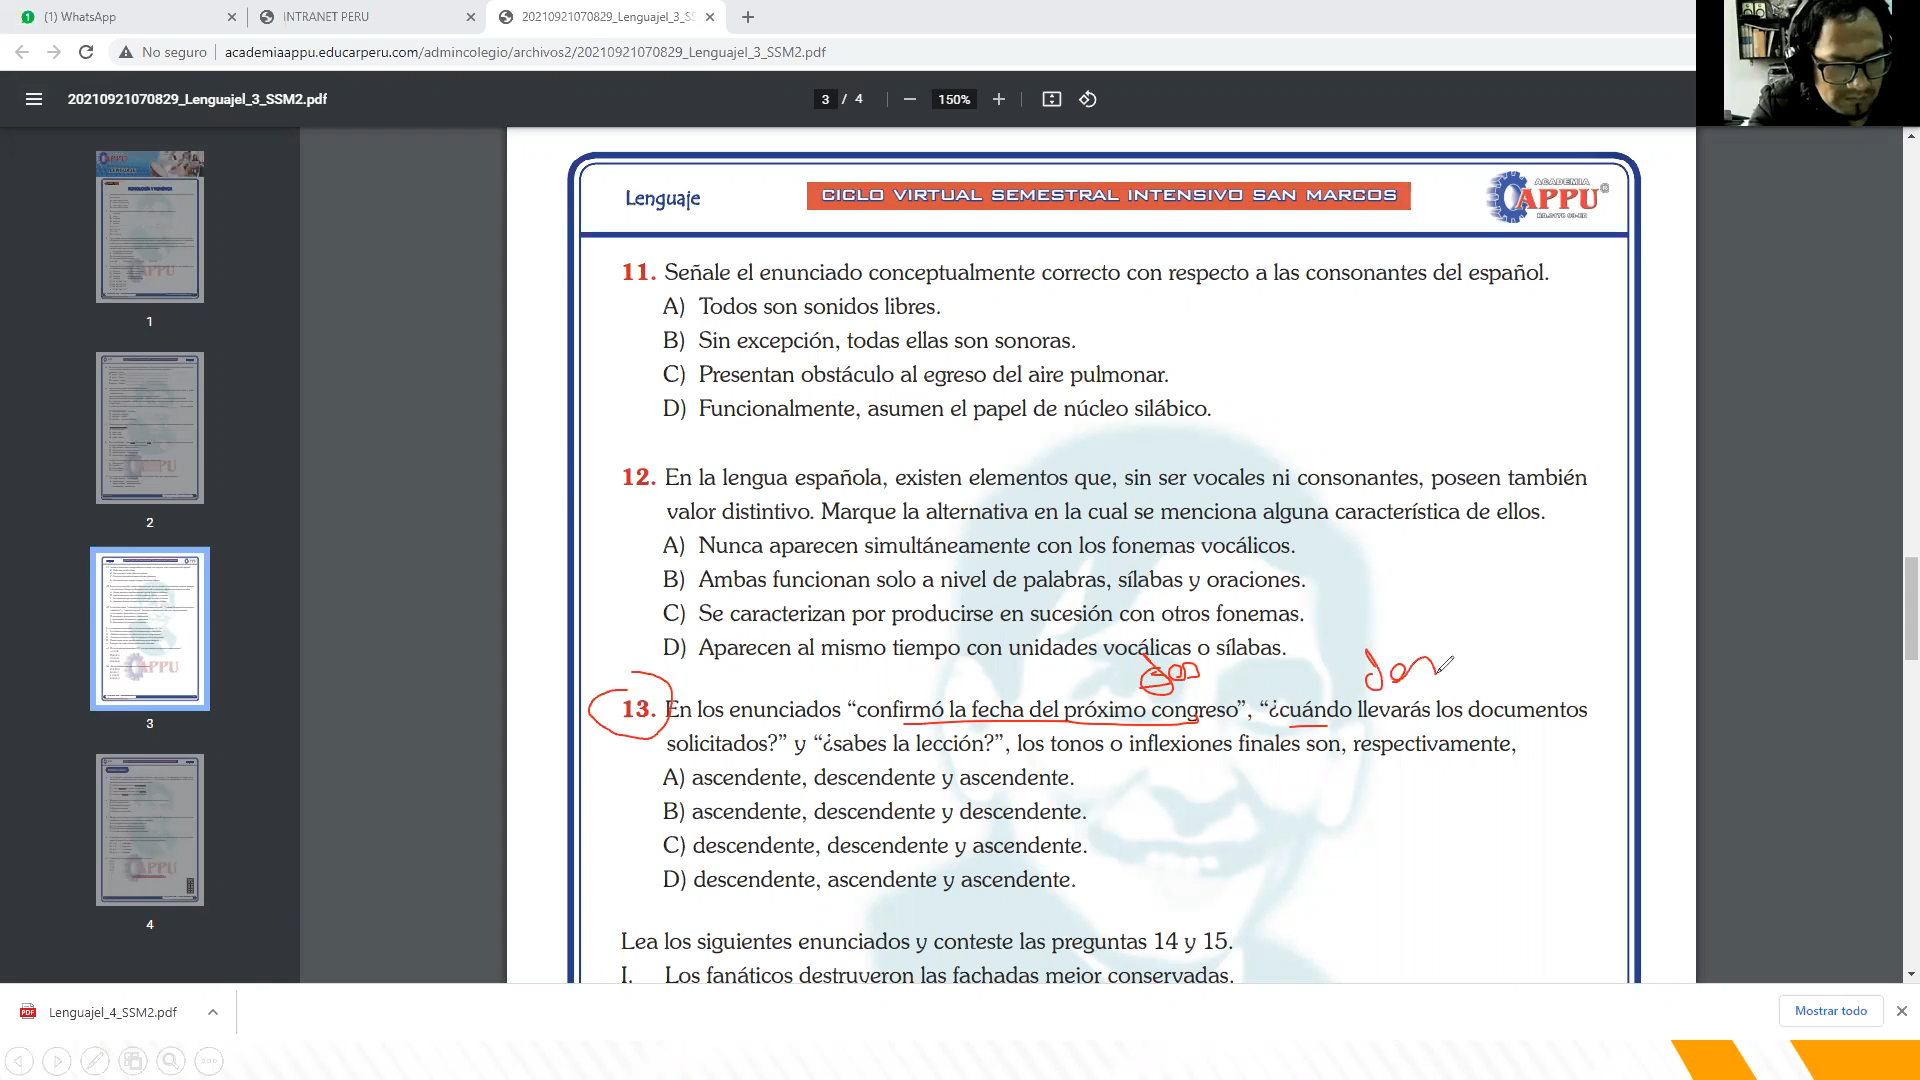 (1) WhatsApp
INTRANET PERU
20210921070829_Lenguajel_3_SS
No seguro
academiaappu.educarperu.com/admincolegio/archivos2/20210921070829_Lenguajel_3_SSM2.pdf
20210921070829_Lenguajel_3_SSM2.pdf
3 / 4
150%
1
2
3
4
Lenguaje
CICLO VIRTUAL SEMESTRAL INTENSIVO SAN MARCOS
ACADEMIA
APPU
11. Señale el enunciado conceptualmente correcto con respecto a las consonantes del español.
A) Todos son sonidos libres.
B) Sin excepción, todas ellas son sonoras.
C) Presentan obstáculo al egreso del aire pulmonar.
D) Funcionalmente, asumen el papel de núcleo silábico.
12. En la lengua española, existen elementos que, sin ser vocales ni consonantes, poseen también
valor distintivo. Marque la alternativa en la cual se menciona alguna característica de ellos.
A) Nunca aparecen simultáneamente con los fonemas vocálicos.
B) Ambas funcionan solo a nivel de palabras, sílabas y oraciones.
C) Se caracterizan por producirse en sucesión con otros fonemas.
D) Aparecen al mismo tiempo con unidades vocálicas o sílabas.
13. En los enunciados “confirmó la fecha del próximo congreso”, “¿cuándo llevarás los documentos
solicitados?” y “¿sabes la lección?”, los tonos o inflexiones finales son, respectivamente,
A) ascendente, descendente y ascendente.
B) ascendente, descendente y descendente.
C) descendente, descendente y ascendente.
D) descendente, ascendente y ascendente.
Lea los siguientes enunciados y conteste las preguntas 14 y 15.
I. Los fanáticos destruyeron las fachadas mejor conservadas.
Lenguajel_4_SSM2.pdf
Mostrar todo